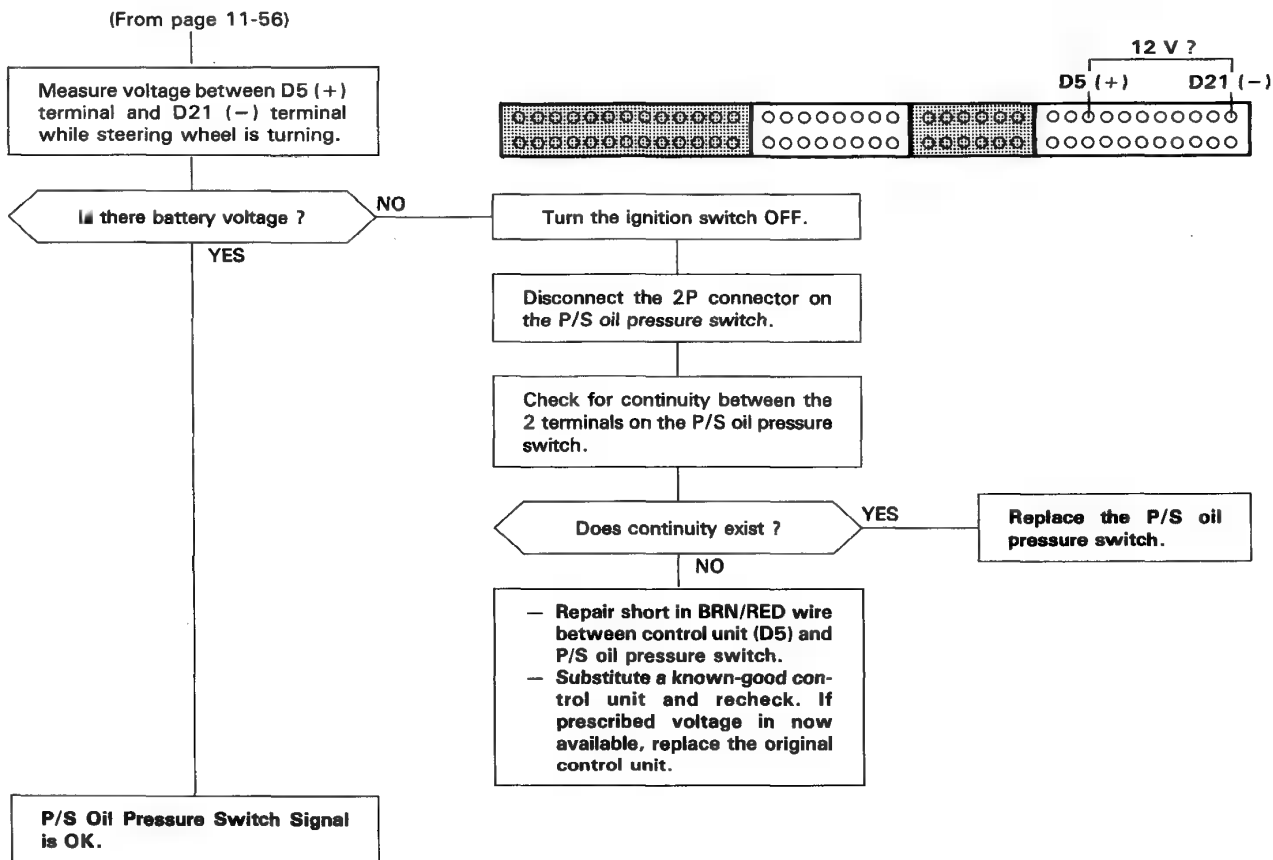 (From page 11-56)
Measure voltage between D5 (+)
terminal and D21 (−) terminal
while steering wheel is turning.
12 V ?
D5 (+) D21 (−)
Is there battery voltage ?
NO
YES
Turn the ignition switch OFF.
Disconnect the 2P connector on
the P/S oil pressure switch.
Check for continuity between the
2 terminals on the P/S oil pressure
switch.
Does continuity exist ?
YES
Replace the P/S oil
pressure switch.
NO
— Repair short in BRN/RED wire
between control unit (D5) and
P/S oil pressure switch.
— Substitute a known-good con-
trol unit and recheck. If
prescribed voltage in now
available, replace the original
control unit.
P/S Oil Pressure Switch Signal
is OK.